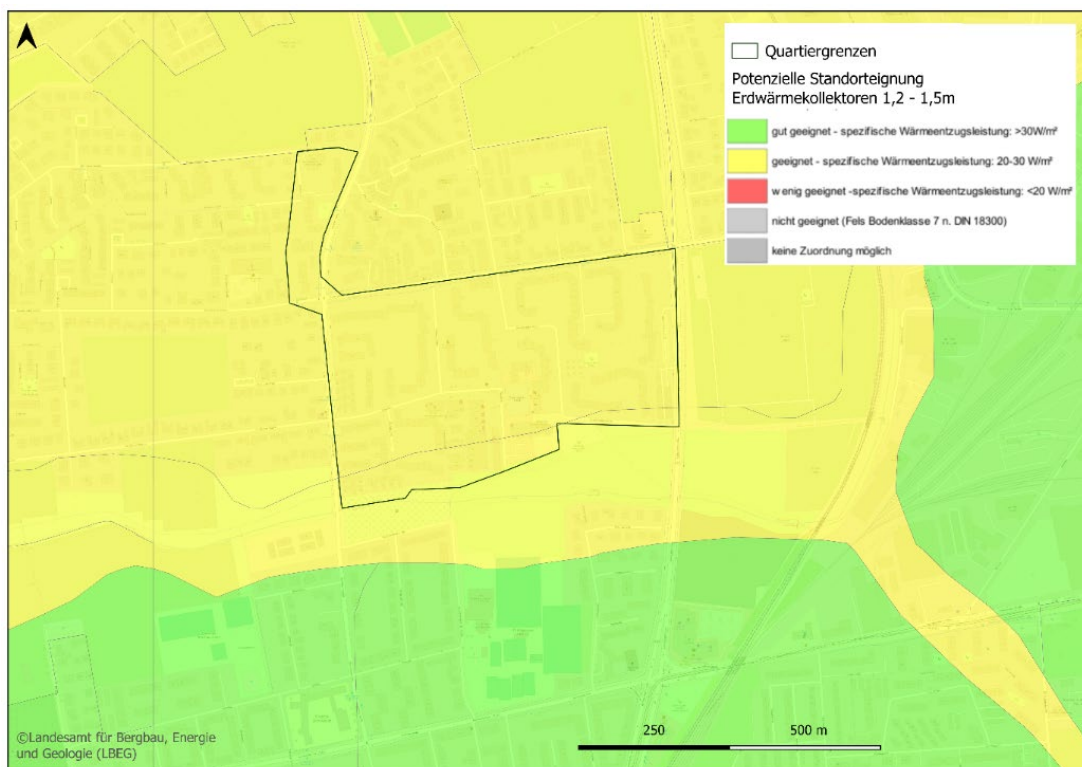 Quartiergrenzen
Potenzielle Standorteignung
Erdwärmekollektoren 1,2 - 1,5m
gut geeignet - spezifische Wärmeentzugsleistung: >30W/m²
geeignet - spezifische Wärmeentzugsleistung: 20-30 W/m²
wenig geeignet -spezifische Wärmeentzugsleistung: <20 W/m²
nicht geeignet (Fels Bodenklasse 7 n. DIN 18300)
keine Zuordnung möglich
©Landesamt für Bergbau, Energie
und Geologie (LBEG)
250 500 m